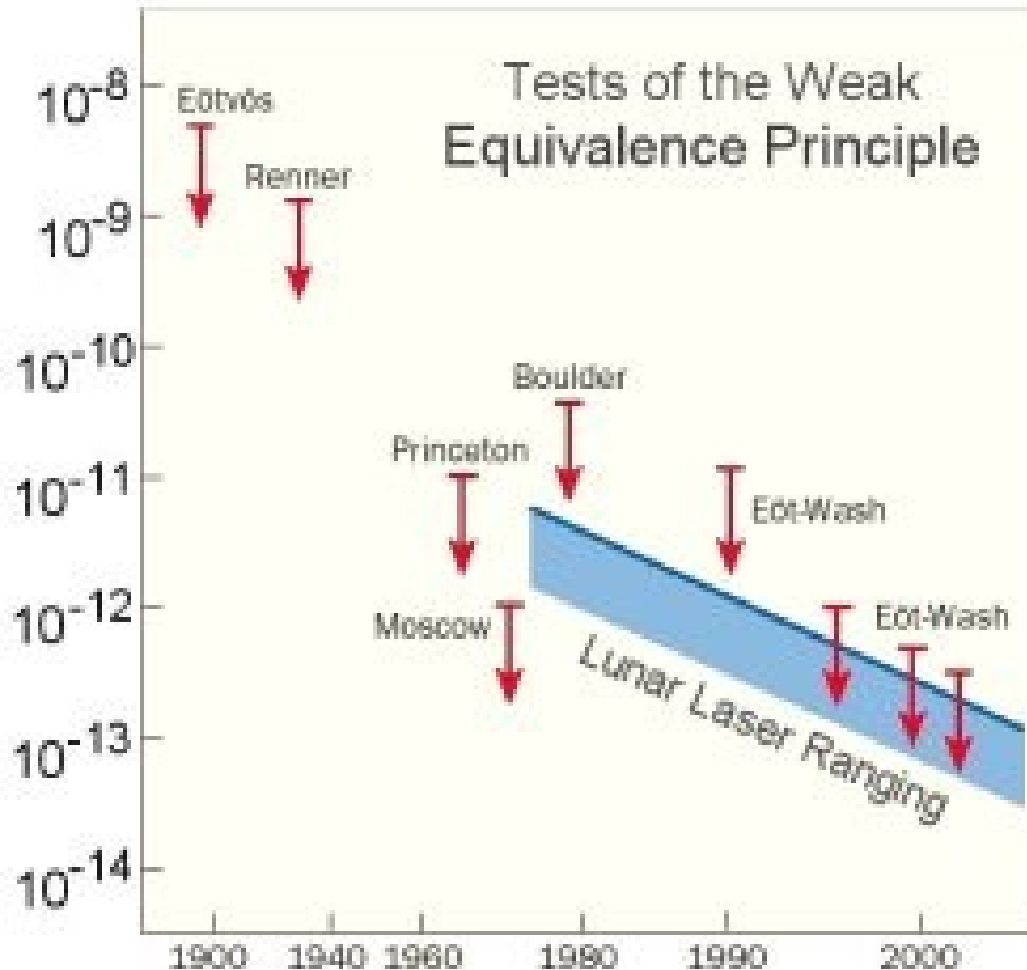 Tests of the Weak
Equivalence Principle
10-8
10-9
10-10
10-11
10-12
10-13
10-14
Eötvös
Renner
Boulder
Princeton
Eöt-Wash
Moscow
Eöt-Wash
Lunar Laser Ranging
1900 1940 1960 1980 1990 2000